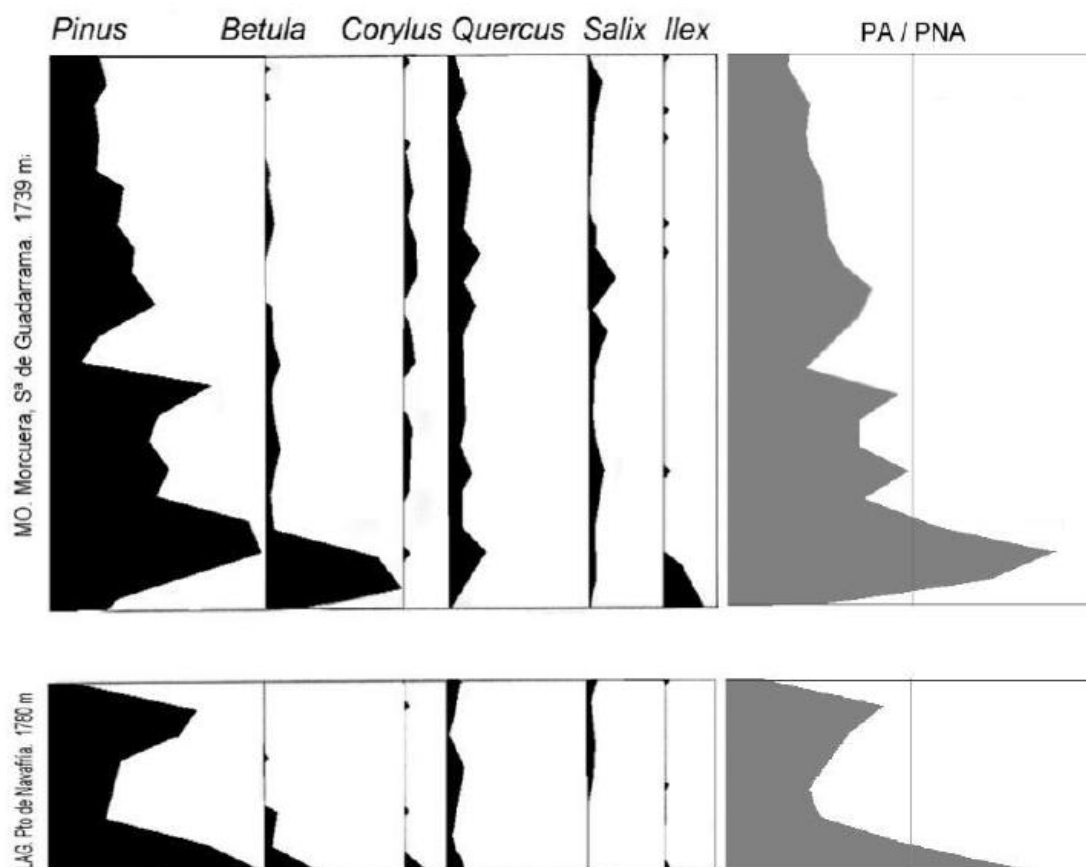 Pinus Betula Corylus Quercus Salix Ilex PA / PNA
MO. Morcuera, Sª de Guadarrama. 1739 m.
LAG. Pto de Navafría. 1780 m